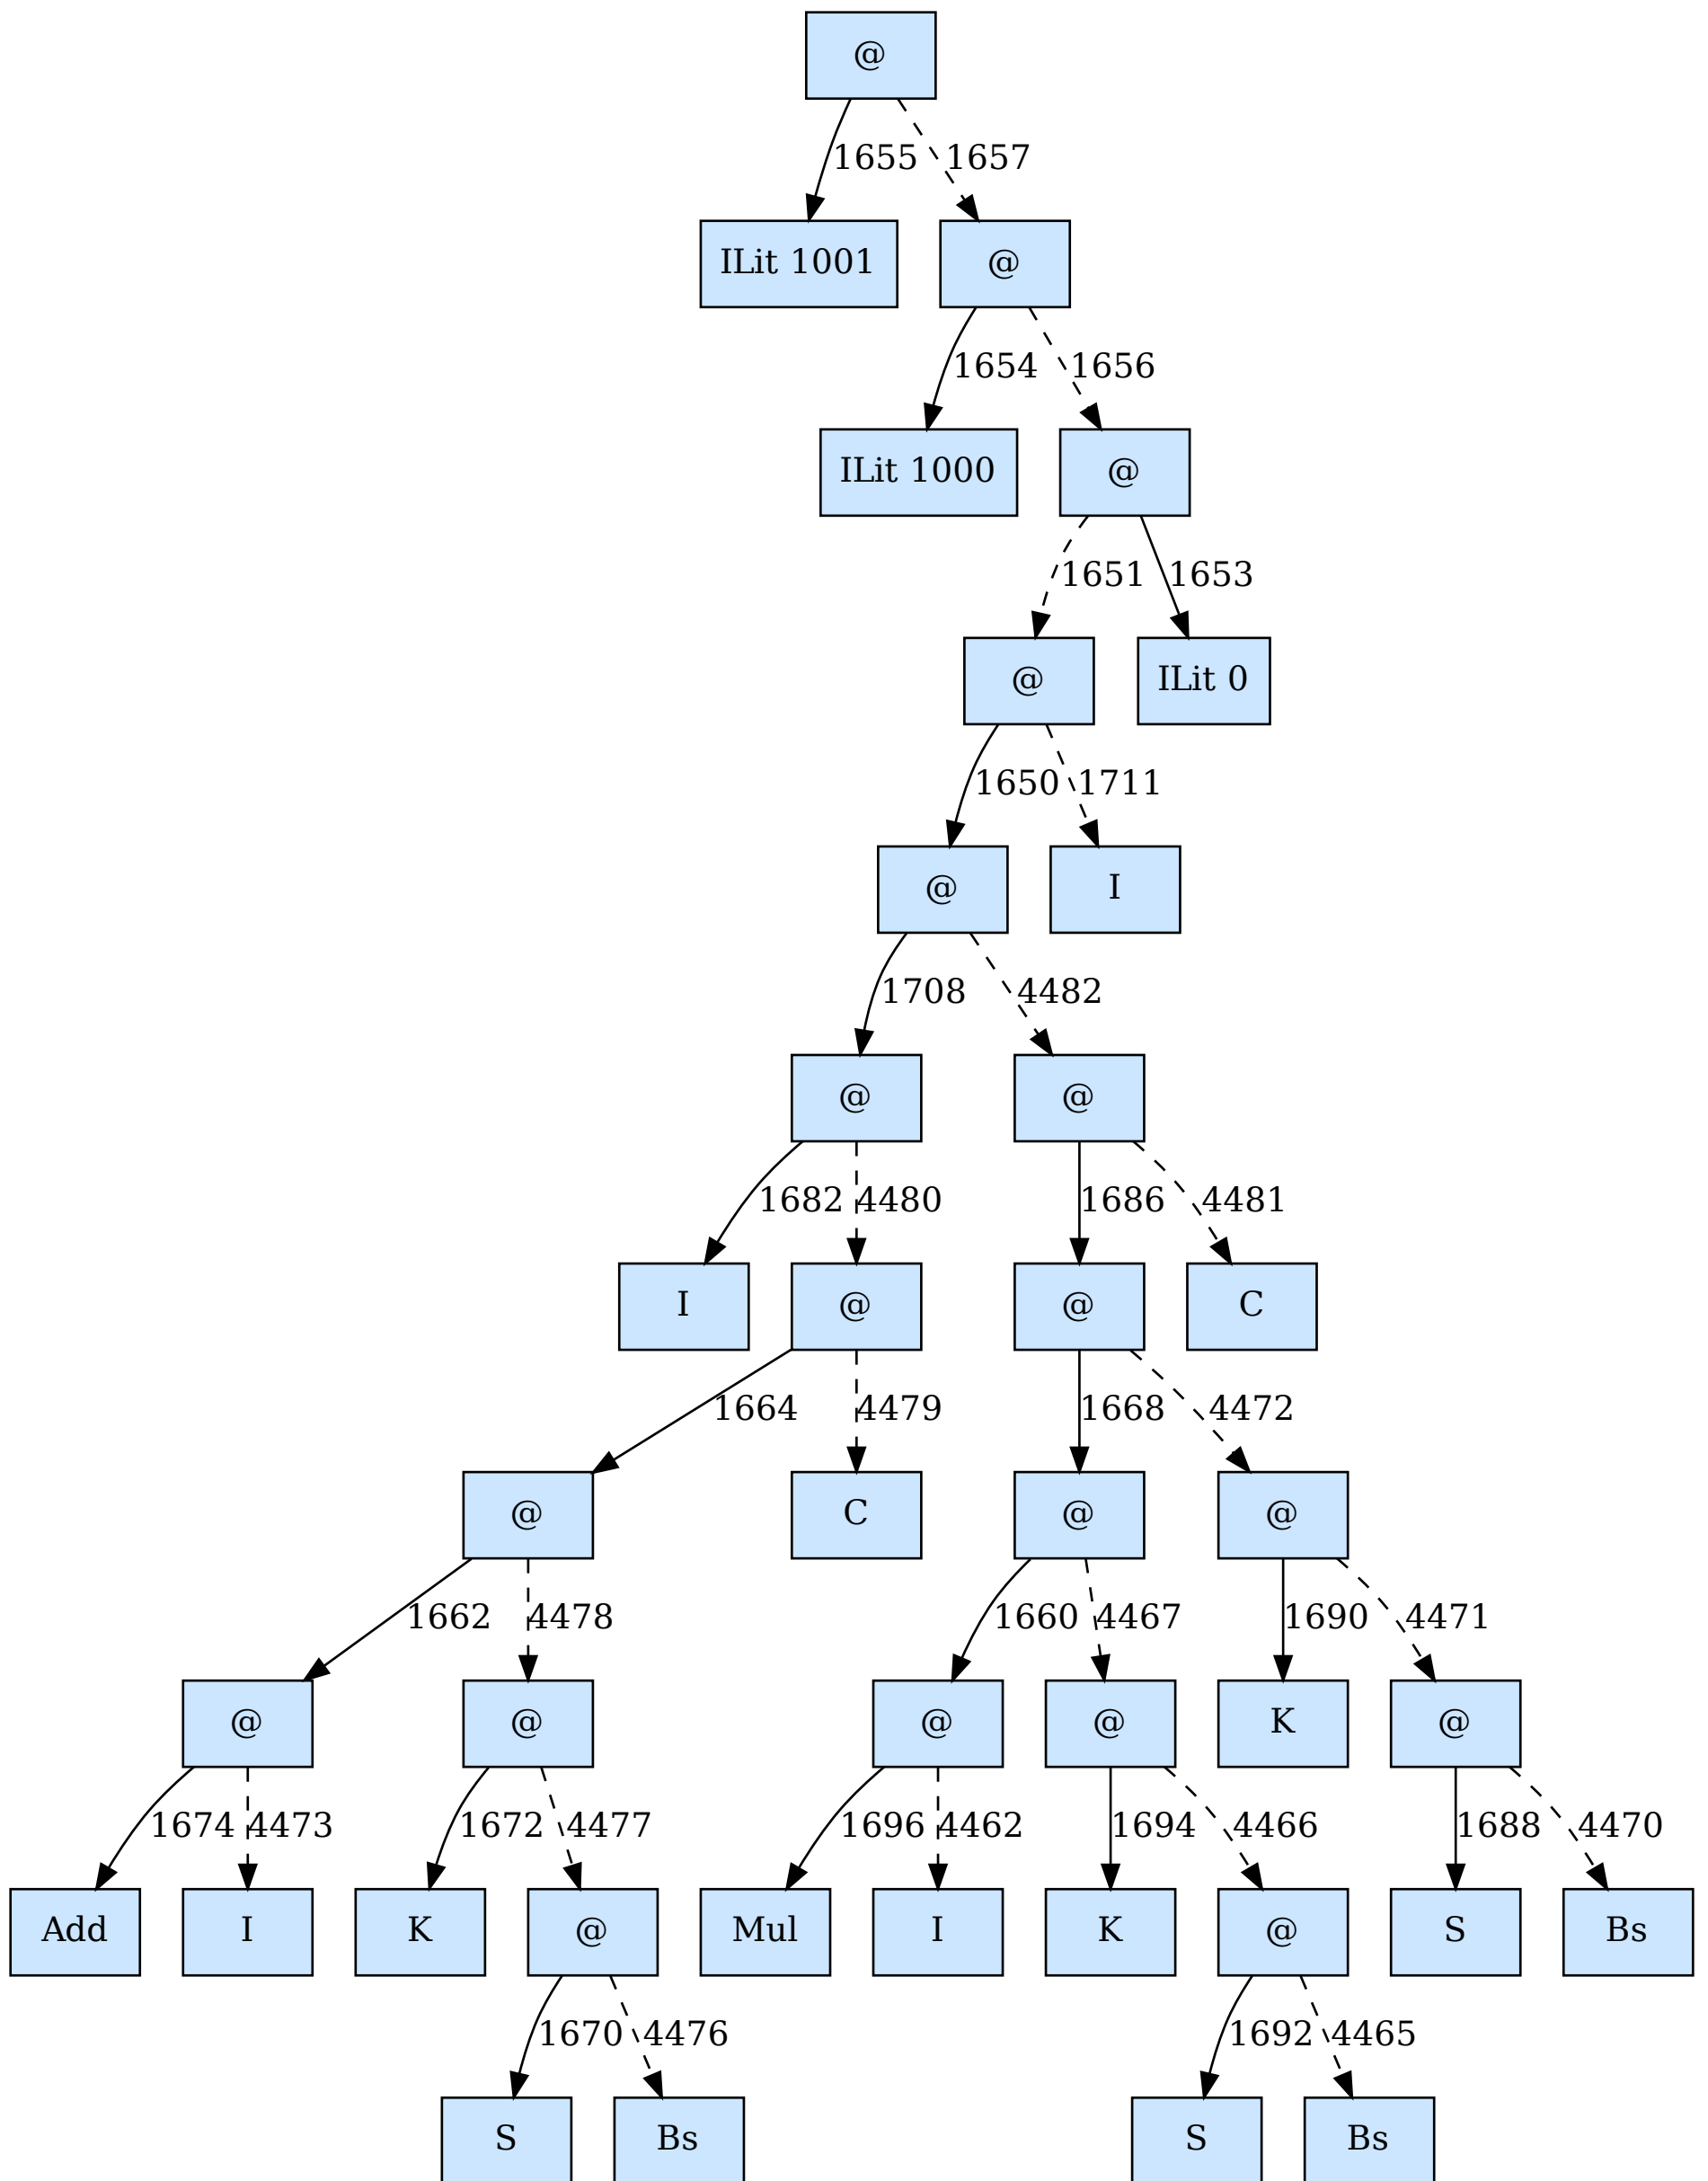 @
1655 1657
ILit 1001 @
1654 1656
ILit 1000 @
1651 1653
@ ILit 0
1650 1711
@ I
1708 4482
@ @
1682 4480 1686 4481
I @ @ C
1664 4479 1668 4472
@ C @ @
1662 4478 1660 4467 1690 4471
@ @ @ @ K @
1674 4473 1672 4477 1696 4462 1694 4466 1688 4470
Add I K @ Mul I K @ S Bs
1670 4476 1692 4465
S Bs S Bs